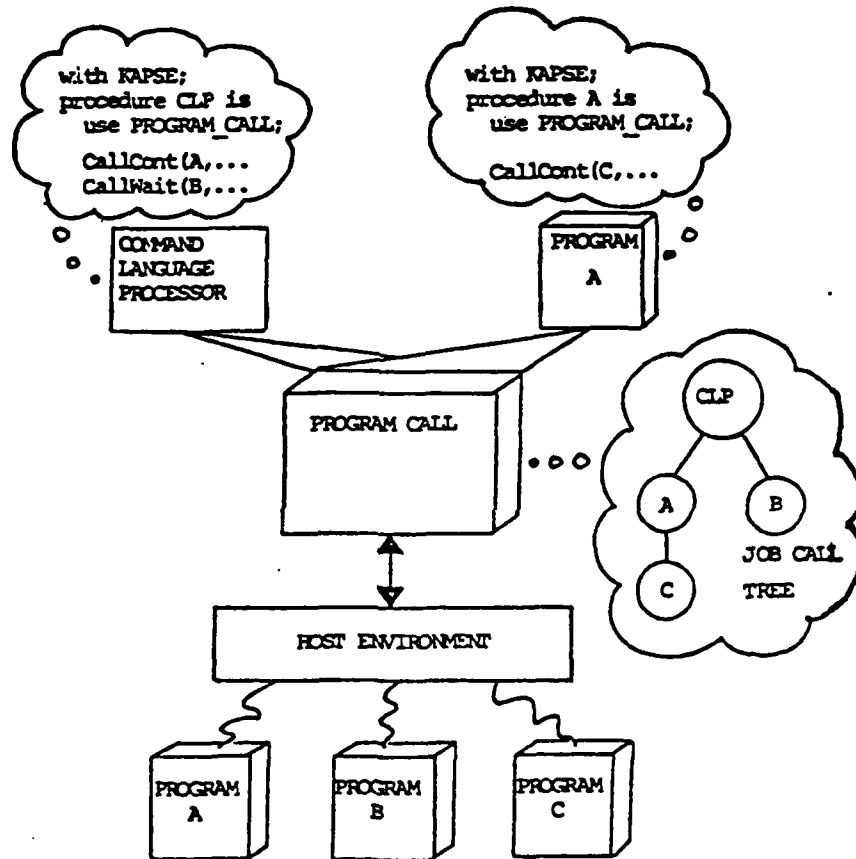 with KAPSE;
procedure CLP is
use PROGRAM_CALL;
CallCont(A,...
CallWait(B,...
with KAPSE;
procedure A is
use PROGRAM_CALL;
CallCont(C,...
COMMAND
LANGUAGE
PROCESSOR
PROGRAM
A
PROGRAM CALL
CLP
A
B
C
JOB CALL
TREE
HOST ENVIRONMENT
PROGRAM
A
PROGRAM
B
PROGRAM
C